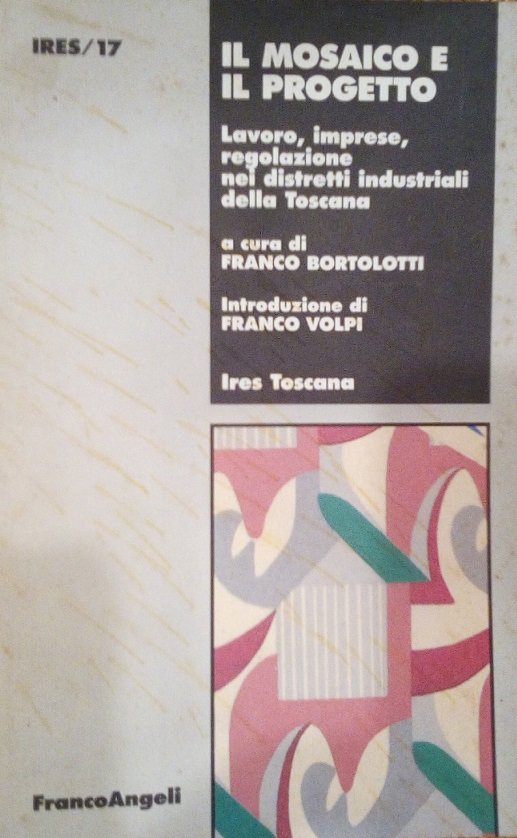 IRES/17
IL MOSAICO E
IL PROGETTO
Lavoro, imprese,
regolazione
nei distretti industriali
della Toscana
a cura di
FRANCO BORTOLOTTI
Introduzione di
FRANCO VOLPI
Ires Toscana
FrancoAngeli